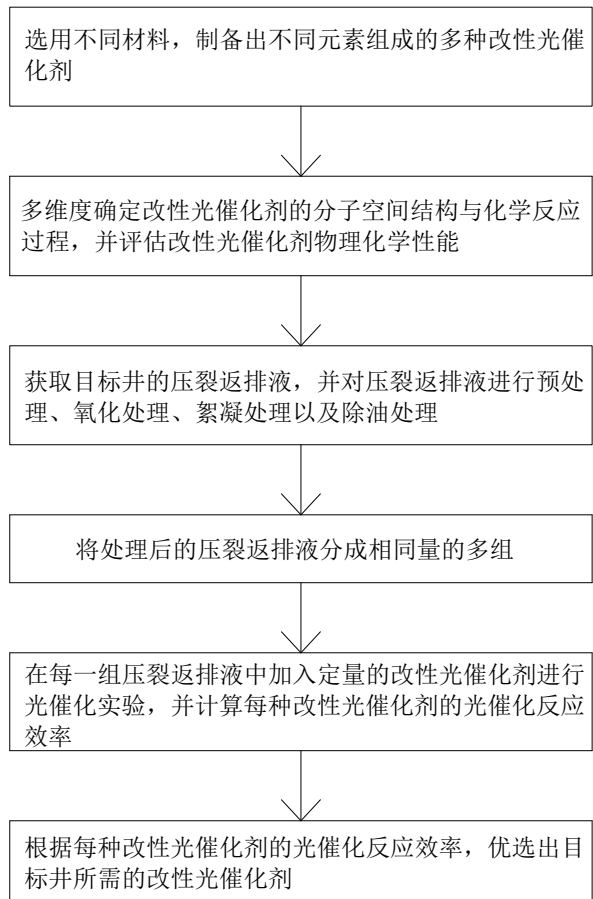 选用不同材料，制备出不同元素组成的多种改性光催
化剂
多维度确定改性光催化剂的分子空间结构与化学反应
过程，并评估改性光催化剂物理化学性能
获取目标井的压裂返排液，并对压裂返排液进行预处
理、氧化处理、絮凝处理以及除油处理
将处理后的压裂返排液分成相同量的多组
在每一组压裂返排液中加入定量的改性光催化剂进行
光催化实验，并计算每种改性光催化剂的光催化反应
效率
根据每种改性光催化剂的光催化反应效率，优选出目
标井所需的改性光催化剂